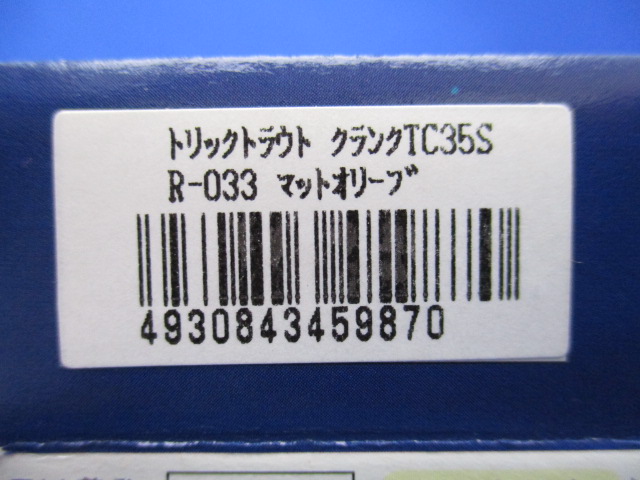 ﾄﾘｯｸﾄﾗｳﾄ ｸﾗﾝｸTC35S
R-033 ﾏｯﾄｵﾘｰﾌﾞ
4930843459870